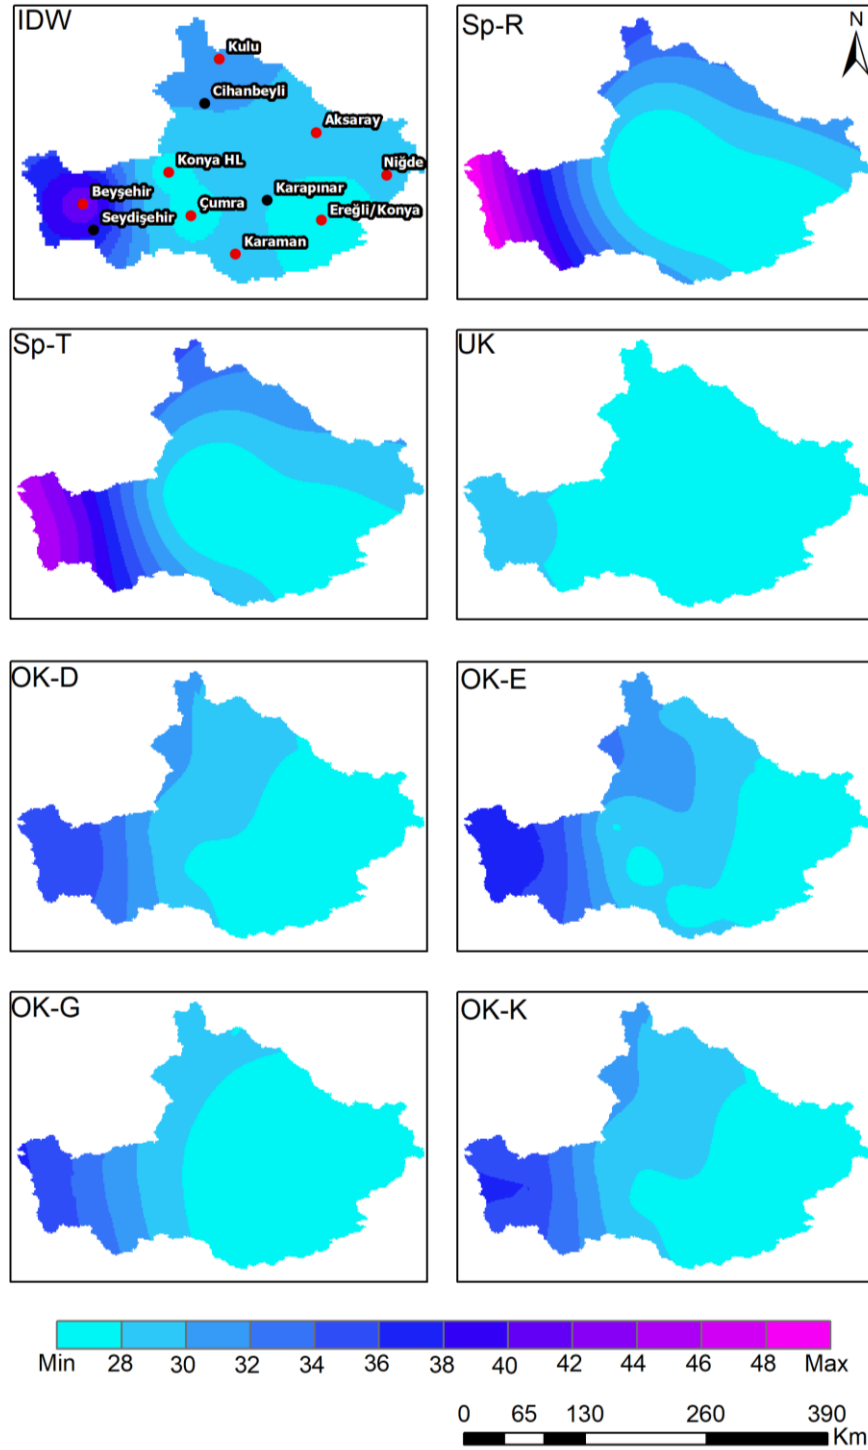 IDW
Kulu
Cihanbeyli
Aksaray
Konya HL
Niğde
Beyşehir
Karapınar
Seydişehir
Çumra
Ereğli/Konya
Karaman
Sp-R
N
Sp-T
UK
OK-D
OK-E
OK-G
OK-K
Min 28 30 32 34 36 38 40 42 44 46 48 Max
0 65 130 260 390
Km